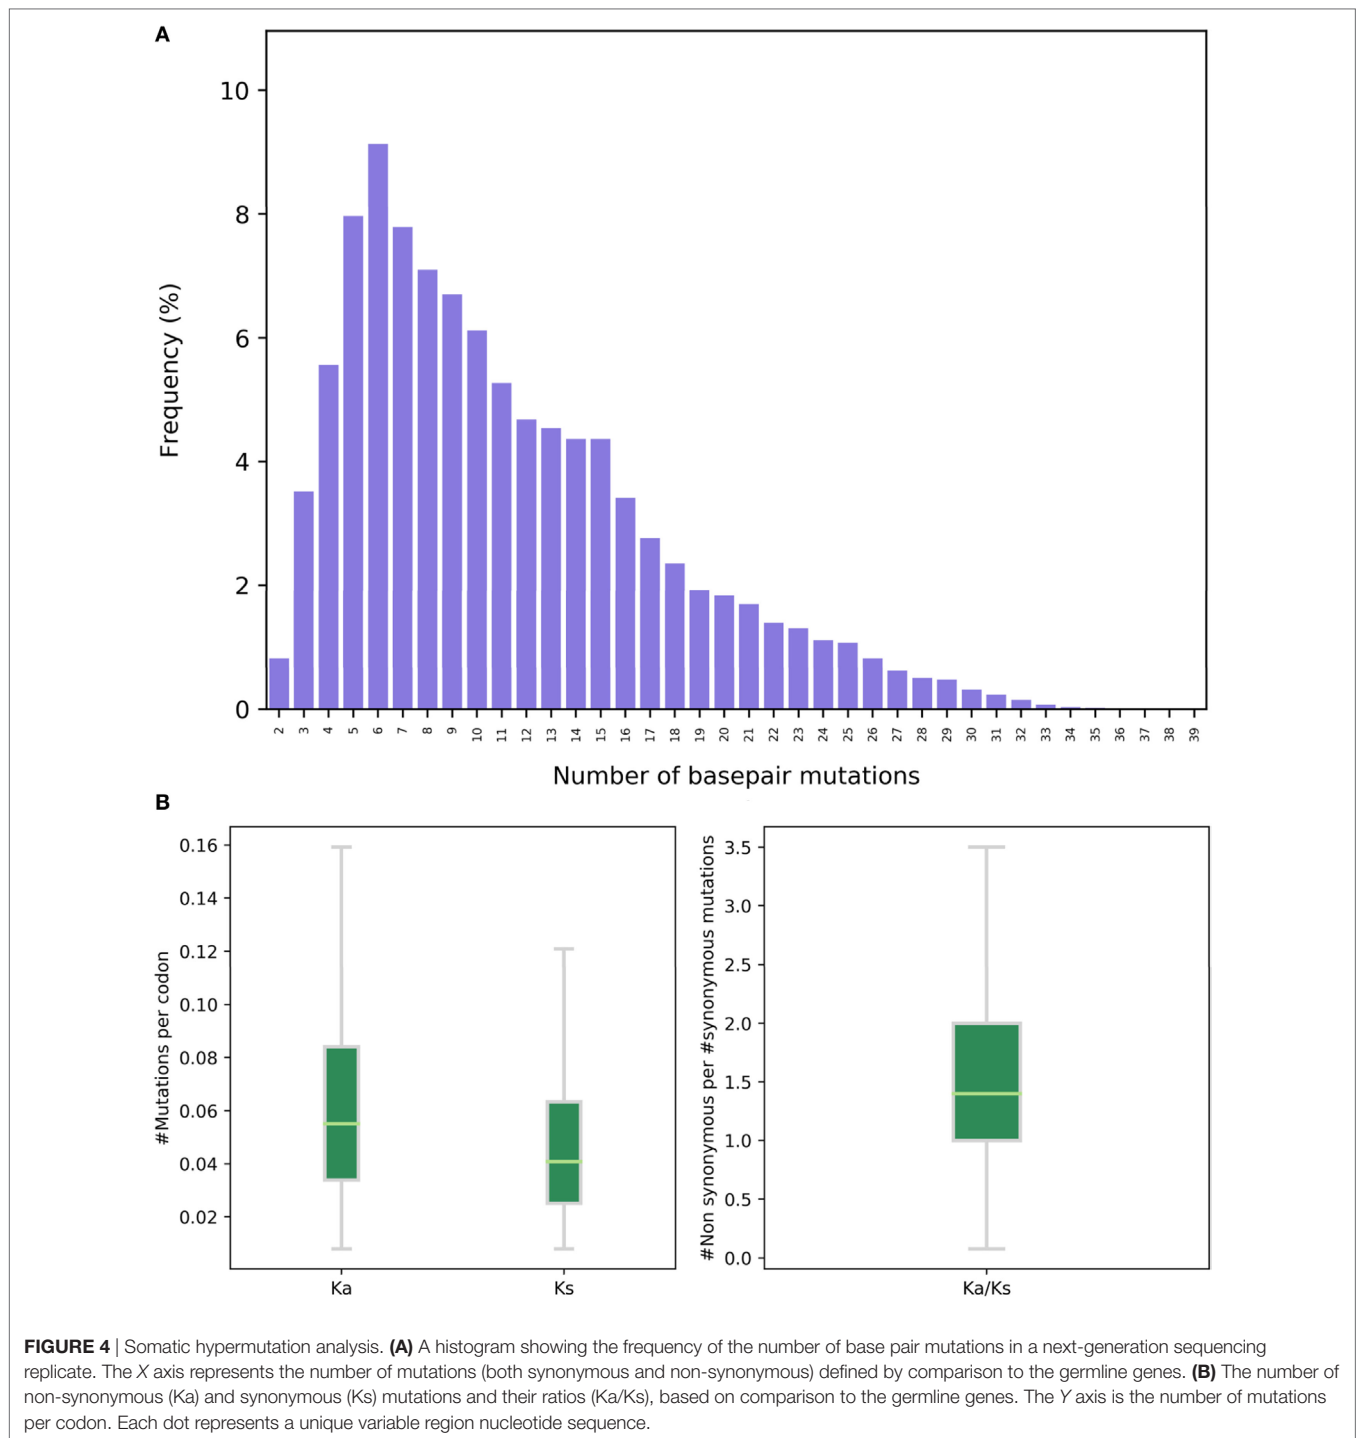 A
10
8
6
4
2
0
Frequency (%)
2 3 4 5 6 7 8 9 10 11 12 13 14 15 16 17 18 19 20 21 22 23 24 25 26 27 28 29 30 31 32 33 34 35 36 37 38 39
Number of basepair mutations
B
0.16
0.14
0.12
0.10
0.08
0.06
0.04
0.02
#Mutations per codon
Ka Ks
3.5
3.0
2.5
2.0
1.5
1.0
0.5
0.0
#Non synonymous per #synonymous mutations
Ka/Ks
FIGURE 4 | Somatic hypermutation analysis. (A) A histogram showing the frequency of the number of base pair mutations in a next-generation sequencing
replicate. The X axis represents the number of mutations (both synonymous and non-synonymous) defined by comparison to the germline genes. (B) The number of
non-synonymous (Ka) and synonymous (Ks) mutations and their ratios (Ka/Ks), based on comparison to the germline genes. The Y axis is the number of mutations
per codon. Each dot represents a unique variable region nucleotide sequence.